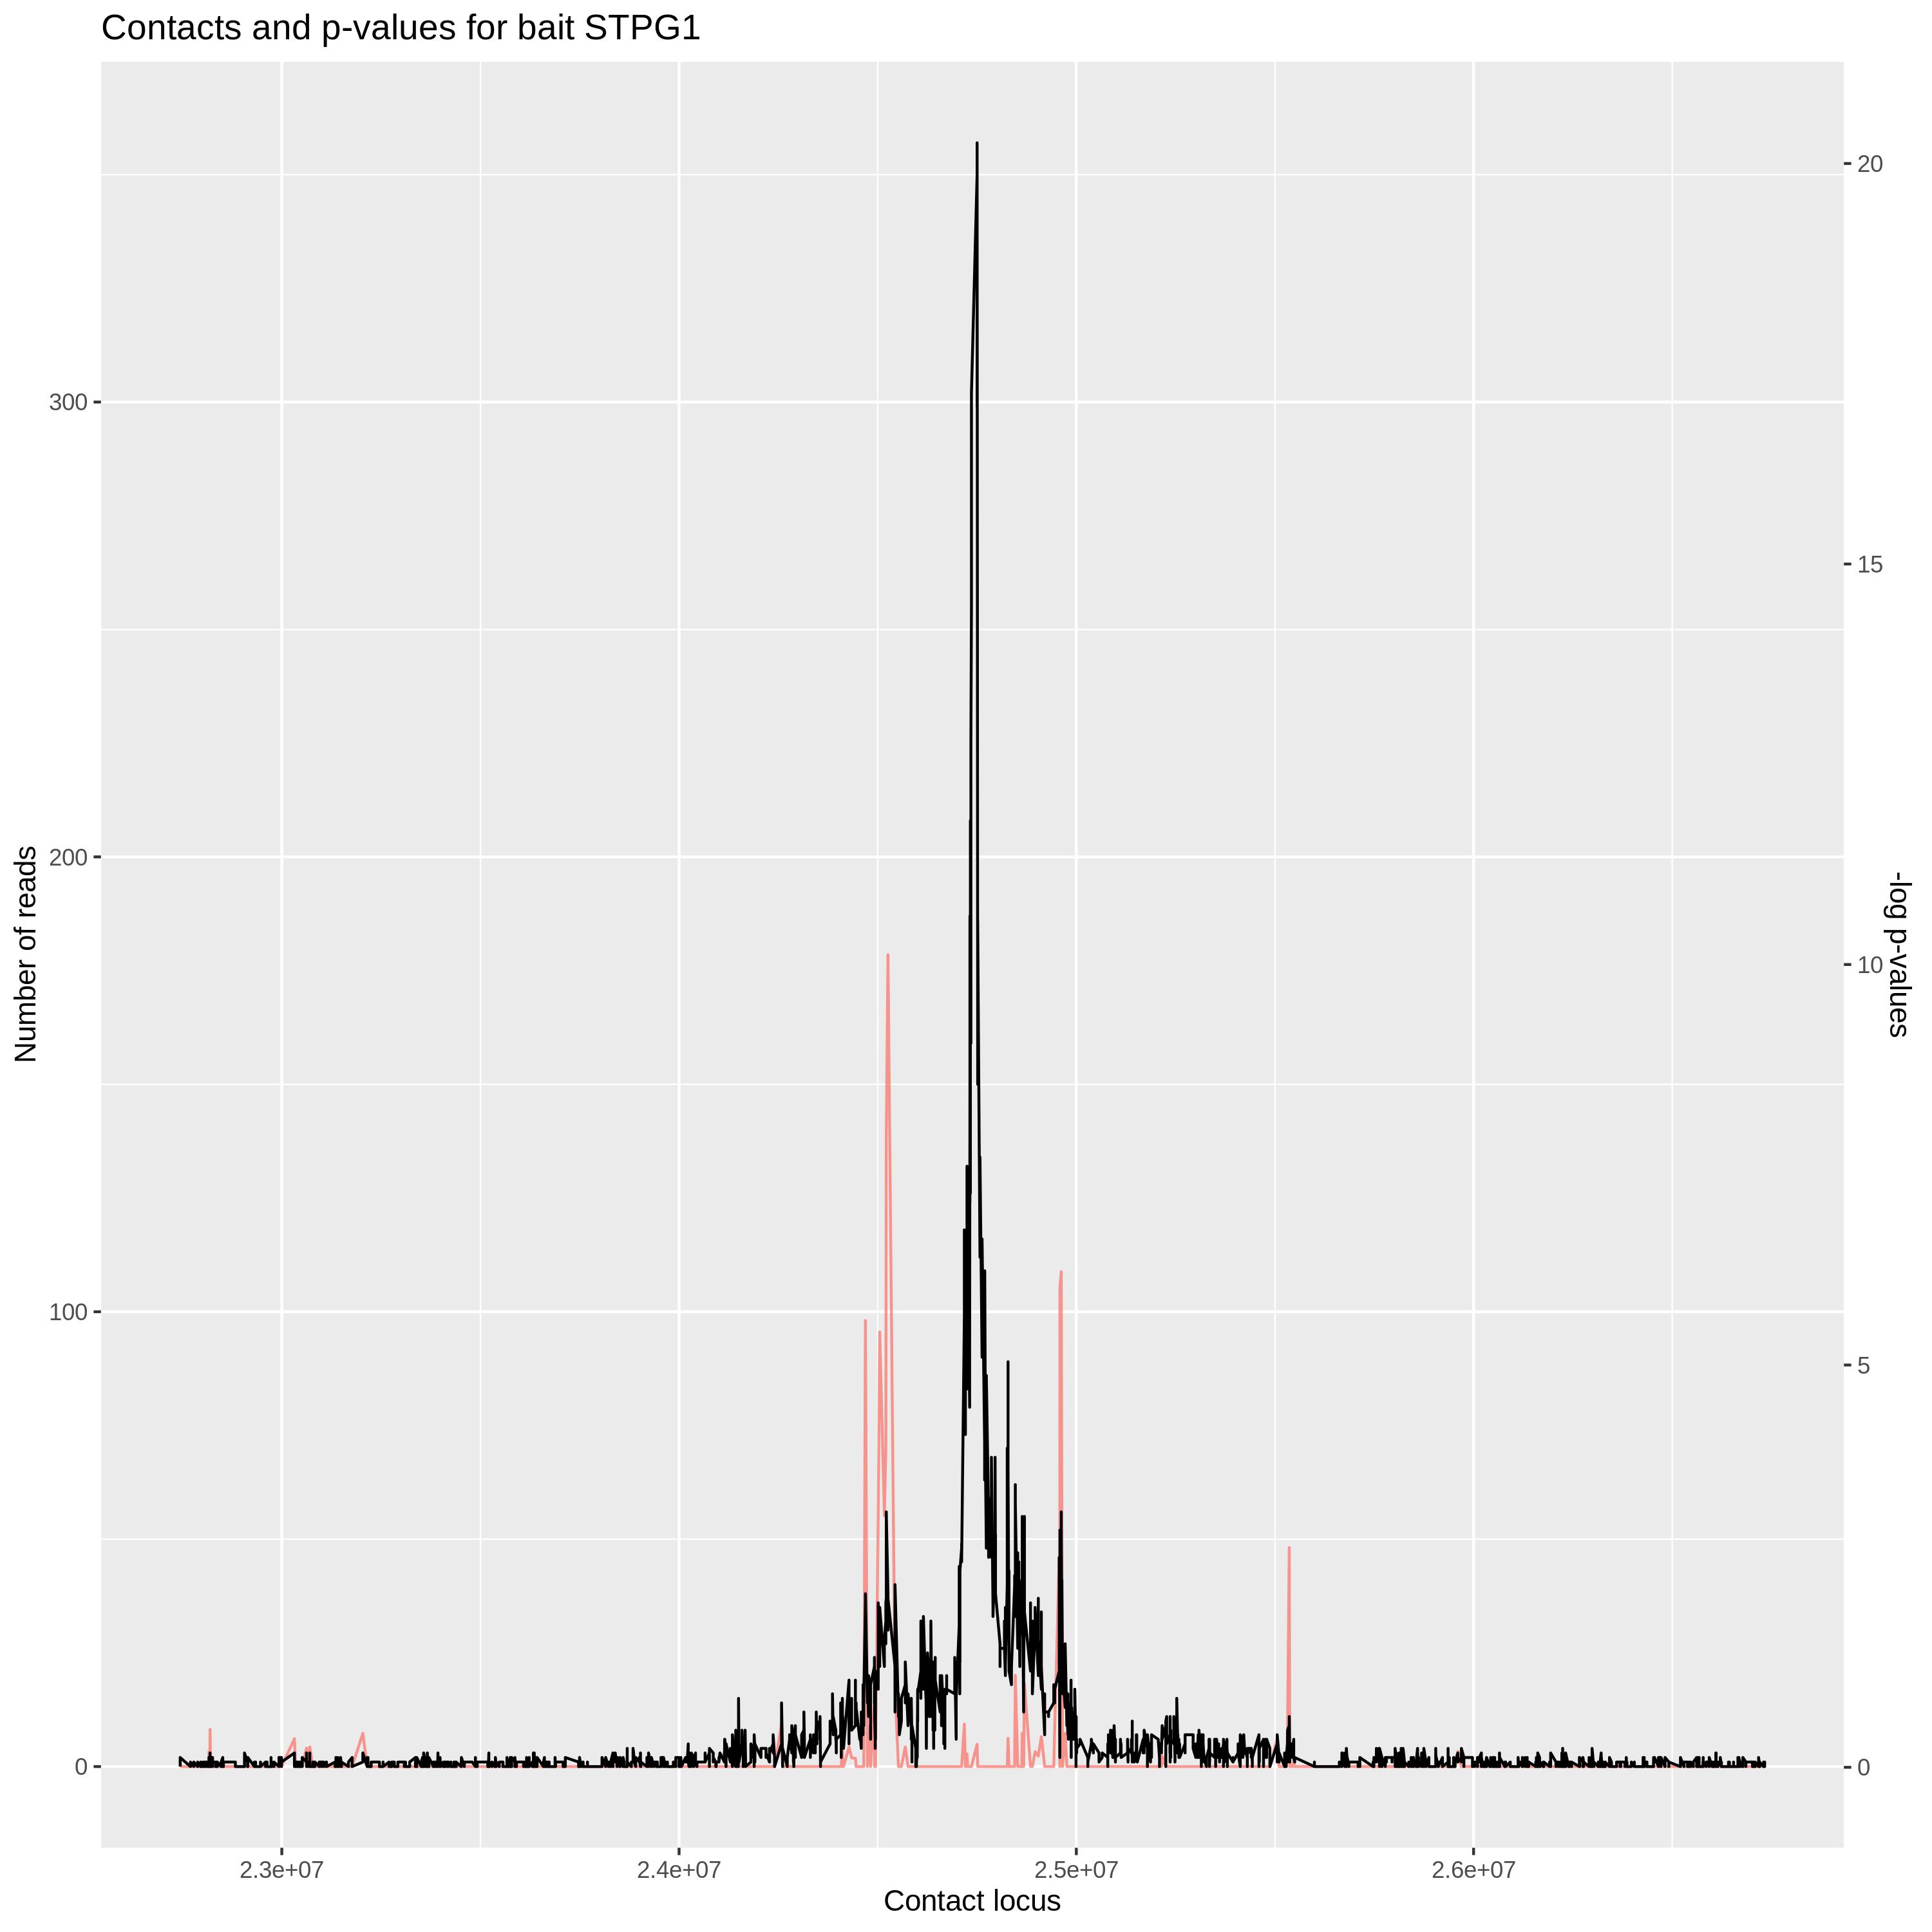 Contacts and p-values for bait STPG1
Number of reads
300
200
100
0
20
15
10
5
0
-log p-values
2.3e+07
2.4e+07
2.5e+07
2.6e+07
Contact locus